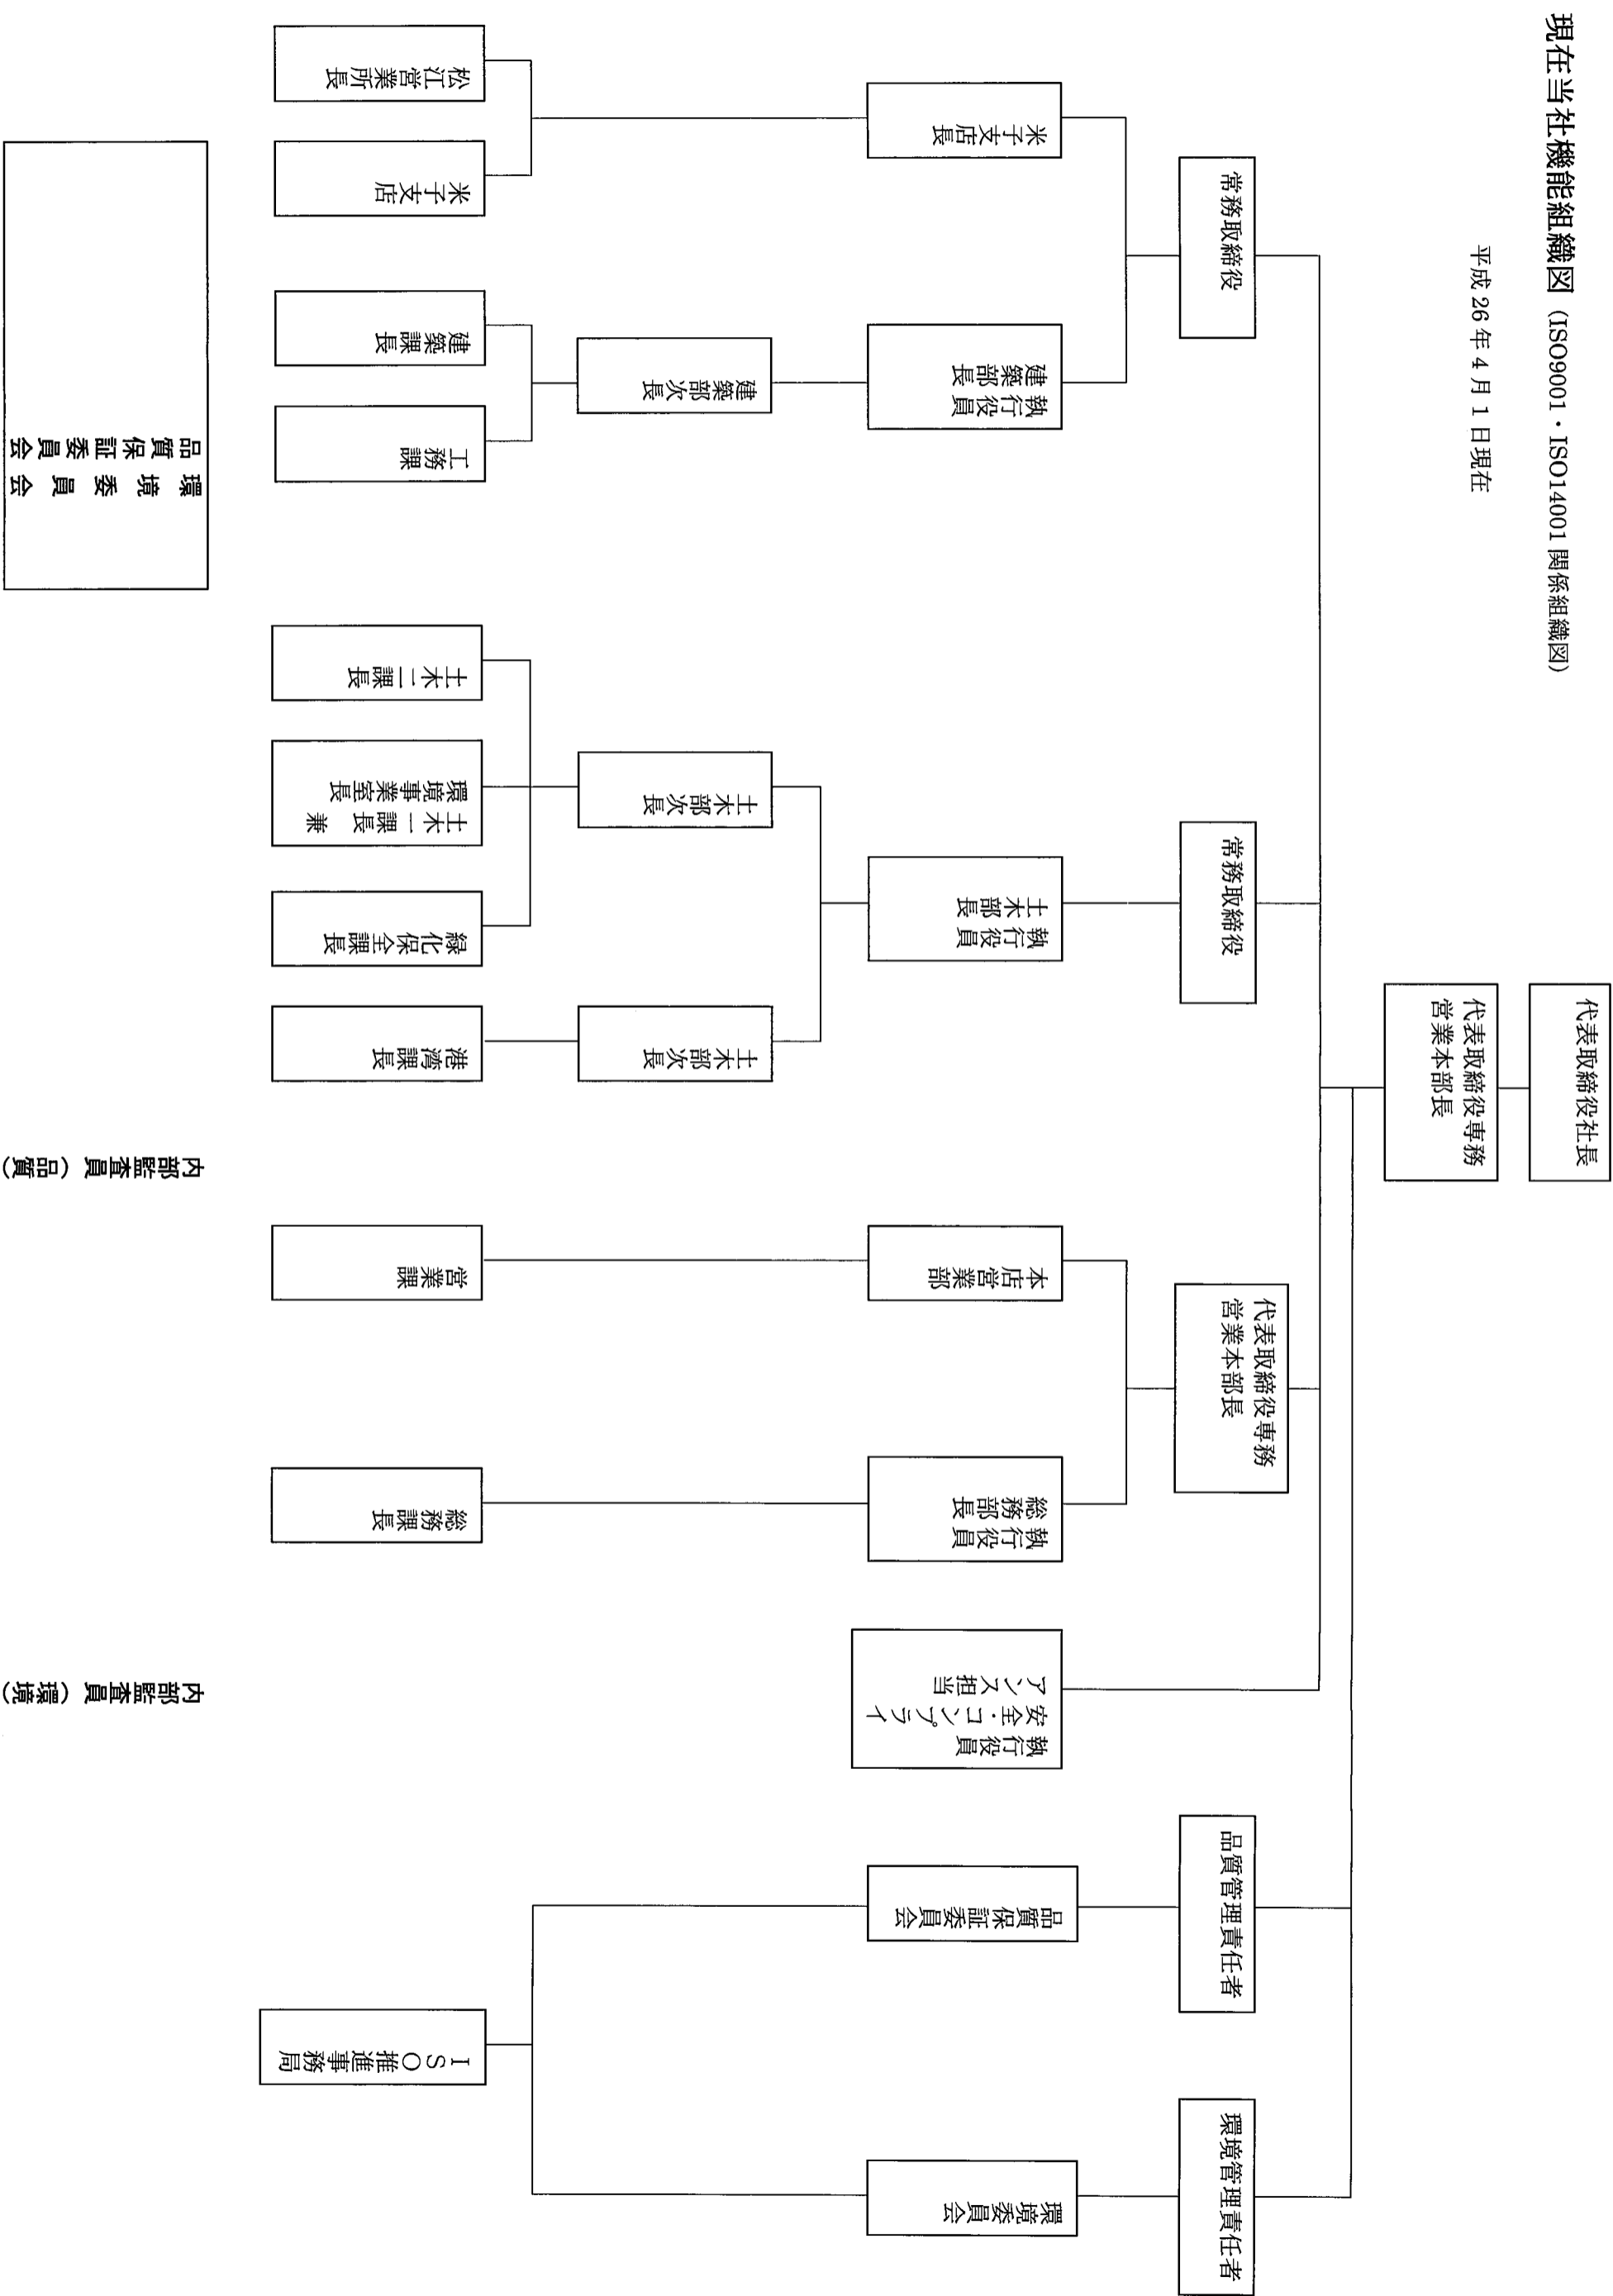 現在当社機能組織図（ISO9001・ISO14001 関係組織図）
平成 26 年 4 月 1 日現在
代表取締役社長
代表取締役専務
営業本部長
常務取締役
常務取締役
代表取締役専務
営業本部長
品質管理責任者
環境管理責任者
米子支店長
執行役員
建築部長
執行役員
土木部長
本店営業部
執行役員
総務部長
執行役員
安全・コンプライ
アンス担当
品質保証委員会
環境委員会
建築部次長
土木部次長
土木部次長
松江営業所長
米子支店
建築課長
工務課
土木二課長
土木一課長　兼
環境事業室長
緑化保全課長
港湾課長
営業課
総務課長
ＩＳＯ推進事務局
環境委員会
品質保証委員会
内部監査員（品質）
内部監査員（環境）